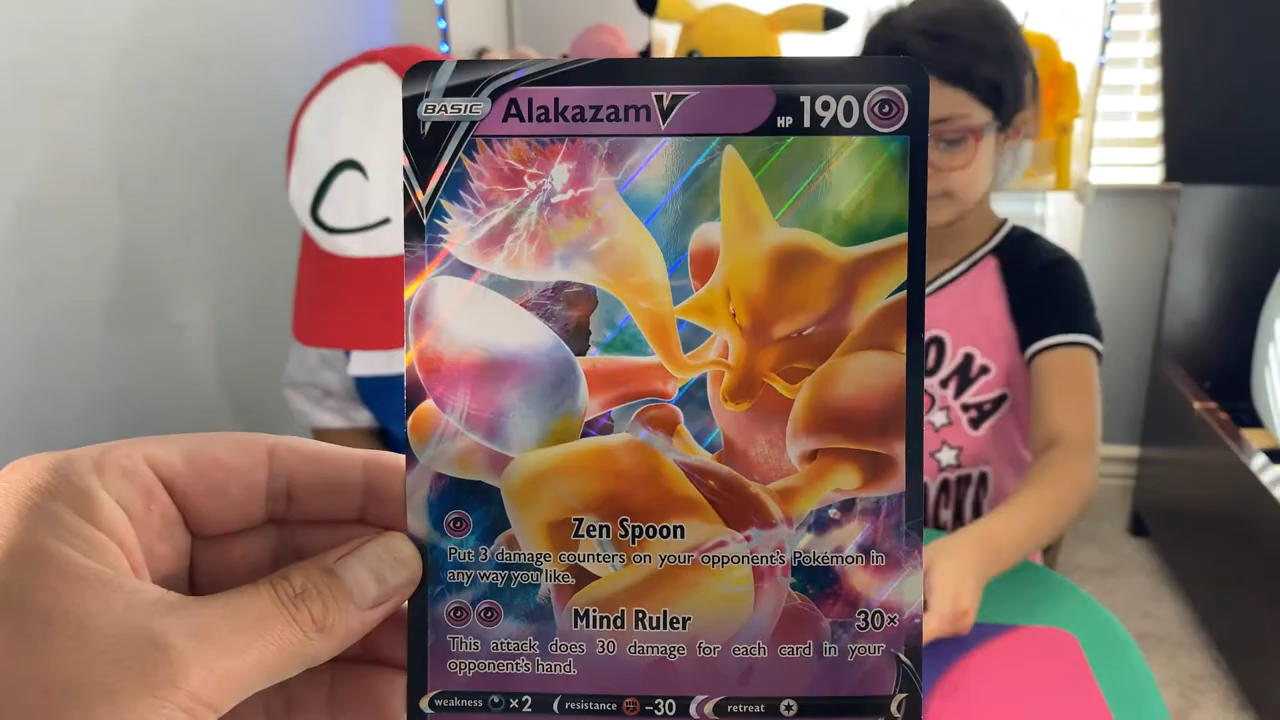 BASIC
Alakazam V
HP 190
Zen Spoon
Put 3 damage counters on your opponent's Pokémon in
any way you like.
Mind Ruler 30×
This attack does 30 damage for each card in your
opponent's hand.
weakness ×2 resistance -30 retreat
ONA
ACKS